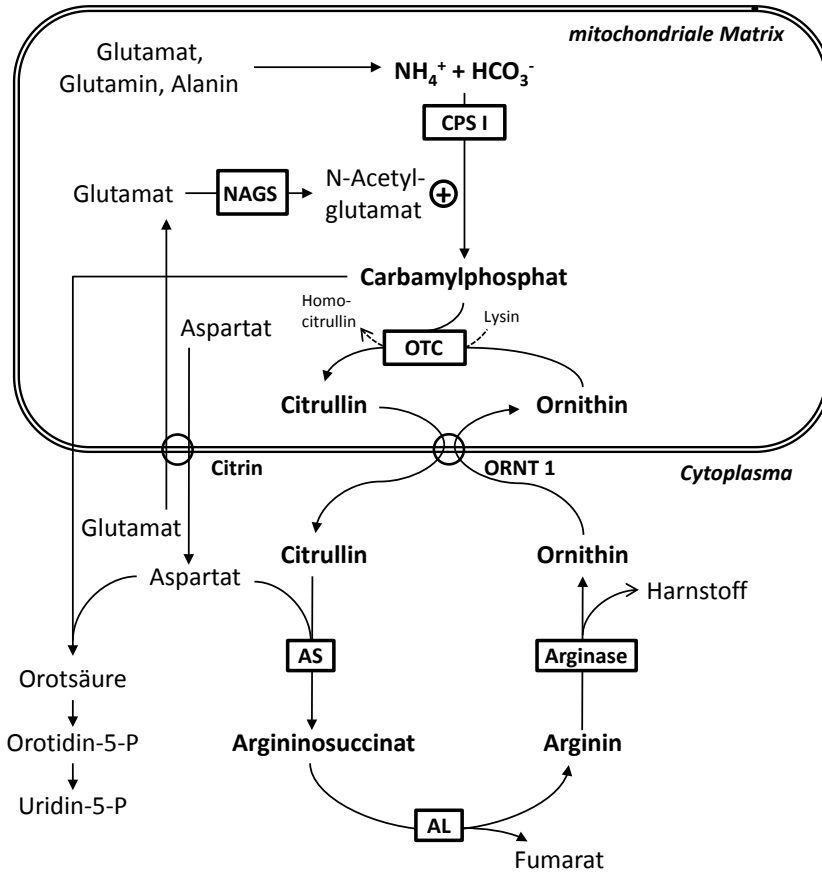 mitochondriale Matrix
Glutamat,
Glutamin, Alanin
NH₄⁺ + HCO₃⁻
CPS I
Glutamat
NAGS
N-Acetyl-
glutamat
+
Carbamylphosphat
Homo-
citrullin
Lysin
Aspartat
OTC
Citrullin
Ornithin
Citrin
ORNT 1
Cytoplasma
Glutamat
Citrullin
Ornithin
Aspartat
Harnstoff
AS
Arginase
Orotsäure
Orotidin-5-P
Argininosuccinat
Arginin
Uridin-5-P
AL
Fumarat